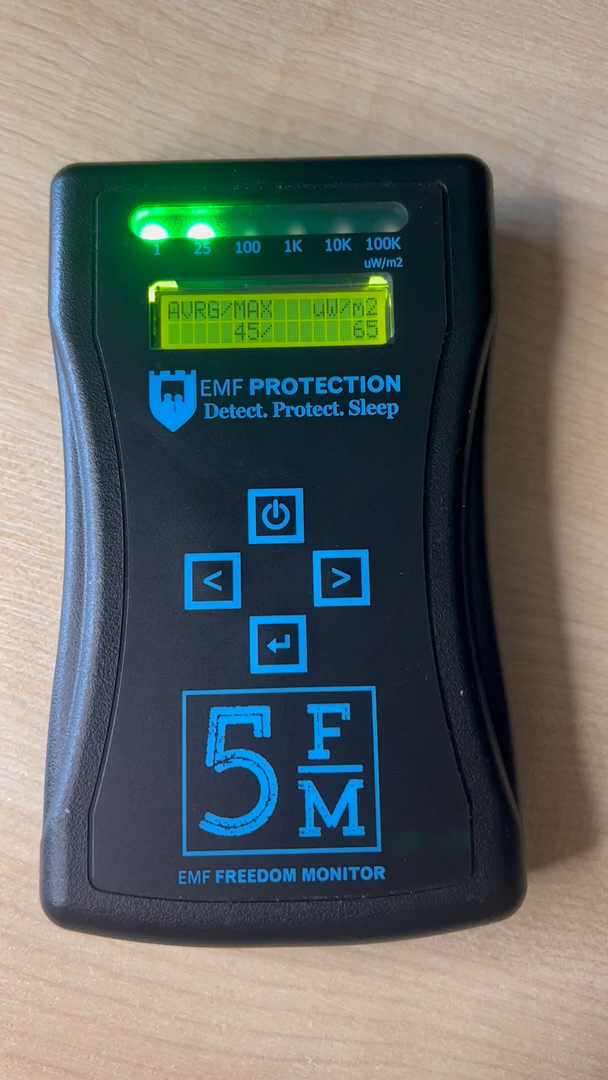 1 25 100 1K 10K 100K
uW/m2
AVRG/MAX uW/m2
45/ 65
EMF PROTECTION
Detect. Protect. Sleep
<
>
5 F/M
EMF FREEDOM MONITOR